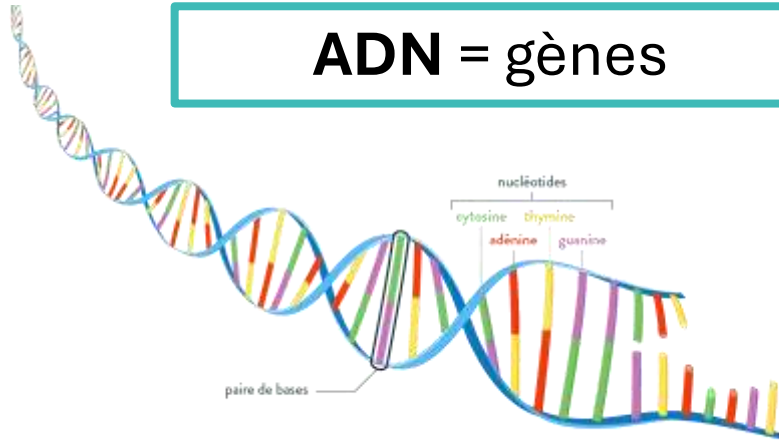 ADN = gènes
nucléotides
cytosine thymine
adénine guanine
paire de bases